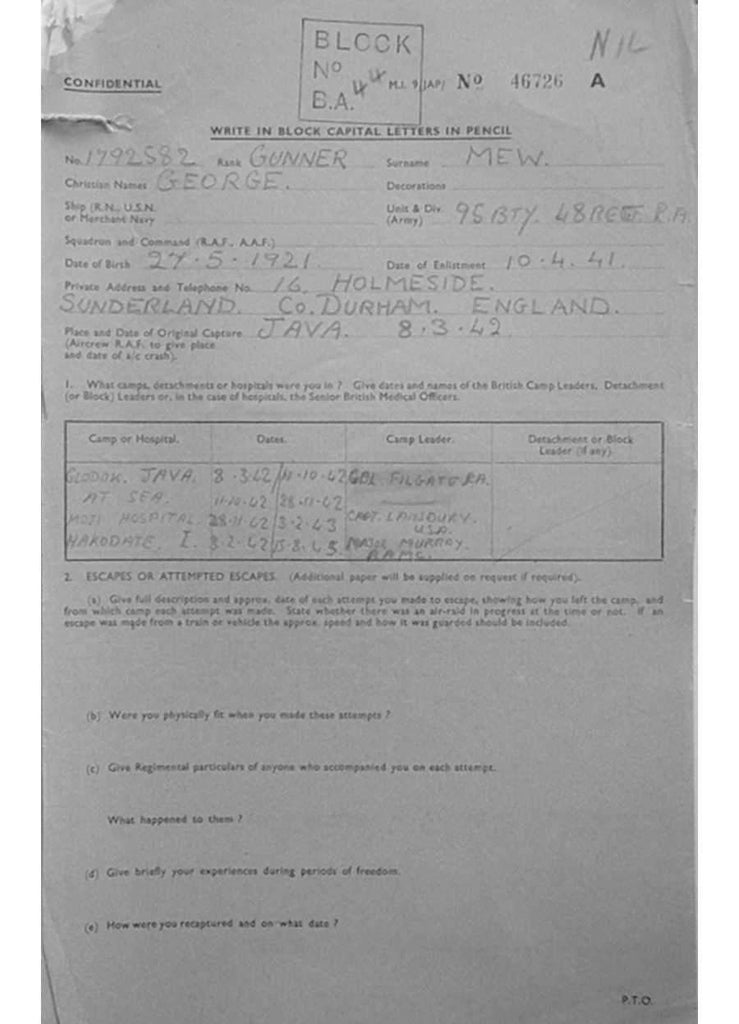 BLOCK
No
B.A. 44
NIL
CONFIDENTIAL
M.I. 9/JAP/ No 46726 A
WRITE IN BLOCK CAPITAL LETTERS IN PENCIL
No. 1792582 Rank GUNNER Surname MEW.
Christian Names GEORGE. Decorations
Ship (R.N., U.S.N. or Merchant Navy
Unit & Div. (Army) 95 BTY. 48 REGT R.A.
Squadron and Command (R.A.F., A.A.F.)
Date of Birth 27.5.1921. Date of Enlistment 10.4.41.
Private Address and Telephone No. 16, HOLMESIDE.
SUNDERLAND. Co. DURHAM. ENGLAND.
Place and Date of Original Capture JAVA. 8.3.42.
(Aircrew R.A.F. to give place
and date of a/c crash).
1. What camps, detachments or hospitals were you in ? Give dates and names of the British Camp Leaders, Detachment
(or Block) Leaders or, in the case of hospitals, the Senior British Medical Officers.
Camp or Hospital. Dates. Camp Leader. Detachment or Block
Leader (if any).
GLODOK. JAVA. 8.3.42/11-10-42 COL FILGATE RA.
AT SEA. 11-10-42 28-11-42
MOJI HOSPITAL. 28-11-42 3-2-43 CAPT. LANSBURY.
U.S.A.
HAKODATE, I. 3-2-42 15-8-45 MAJOR MURRAY.
RAMC.
2. ESCAPES OR ATTEMPTED ESCAPES. (Additional paper will be supplied on request if required).
(a) Give full description and approx. date of each attempt you made to escape, showing how you left the camp, and
from which camp each attempt was made. State whether there was an air-raid in progress at the time or not. If an
escape was made from a train or vehicle the approx. speed and how it was guarded should be included.
(b) Were you physically fit when you made these attempts ?
(c) Give Regimental particulars of anyone who accompanied you on each attempt.
What happened to them ?
(d) Give briefly your experiences during periods of freedom.
(e) How were you recaptured and on what date ?
P.T.O.